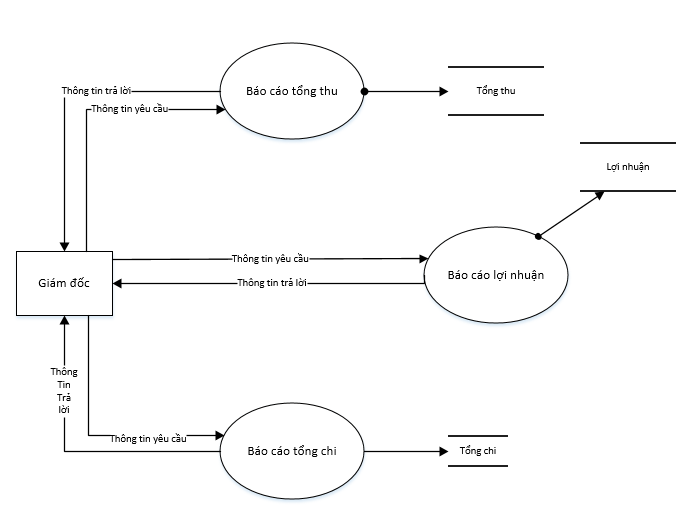 Thông tin trả lời
Báo cáo tổng thu
Tổng thu
Thông tin yêu cầu
Lợi nhuận
Thông tin yêu cầu
Báo cáo lợi nhuận
Giám đốc
Thông tin trả lời
Thông
Tin
Trả
lời
Thông tin yêu cầu
Báo cáo tổng chi
Tổng chi